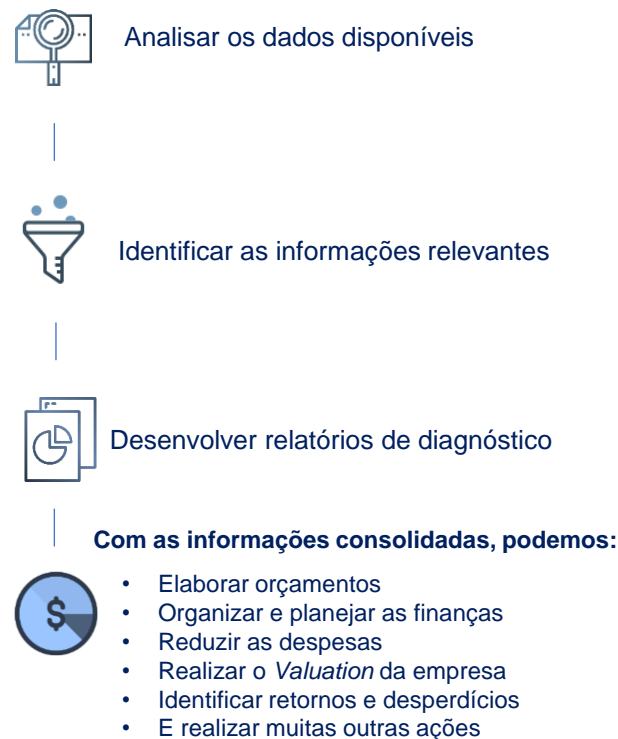 Analisar os dados disponíveis
Identificar as informações relevantes
Desenvolver relatórios de diagnóstico
Com as informações consolidadas, podemos:
• Elaborar orçamentos
• Organizar e planejar as finanças
• Reduzir as despesas
• Realizar o Valuation da empresa
• Identificar retornos e desperdícios
• E realizar muitas outras ações
$